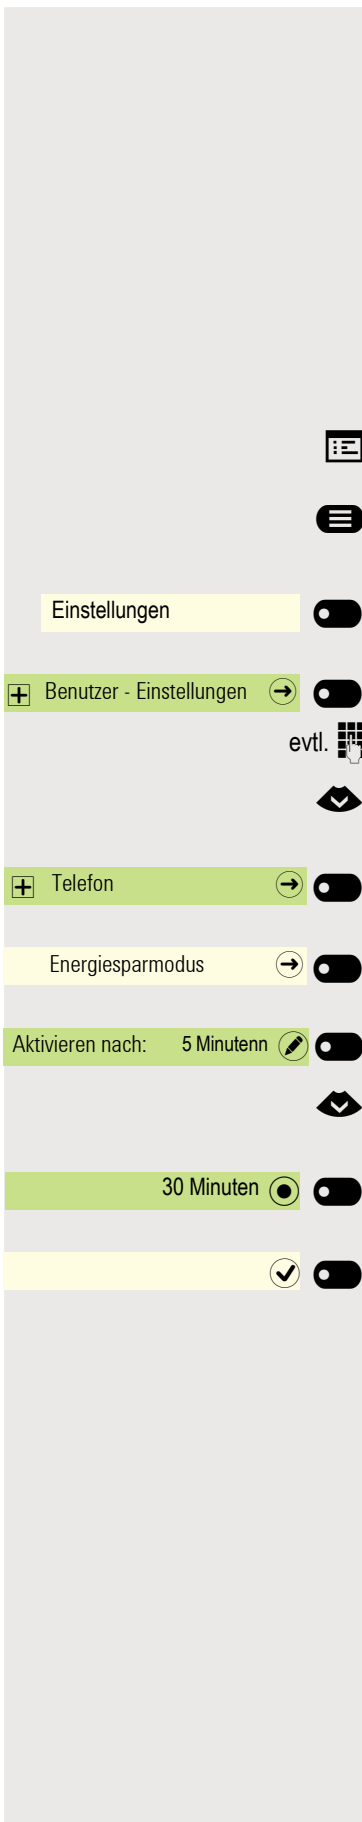 Einstellungen
Benutzer - Einstellungen
evtl.
Telefon
Energiesparmodus
Aktivieren nach: 5 Minutenn
30 Minuten